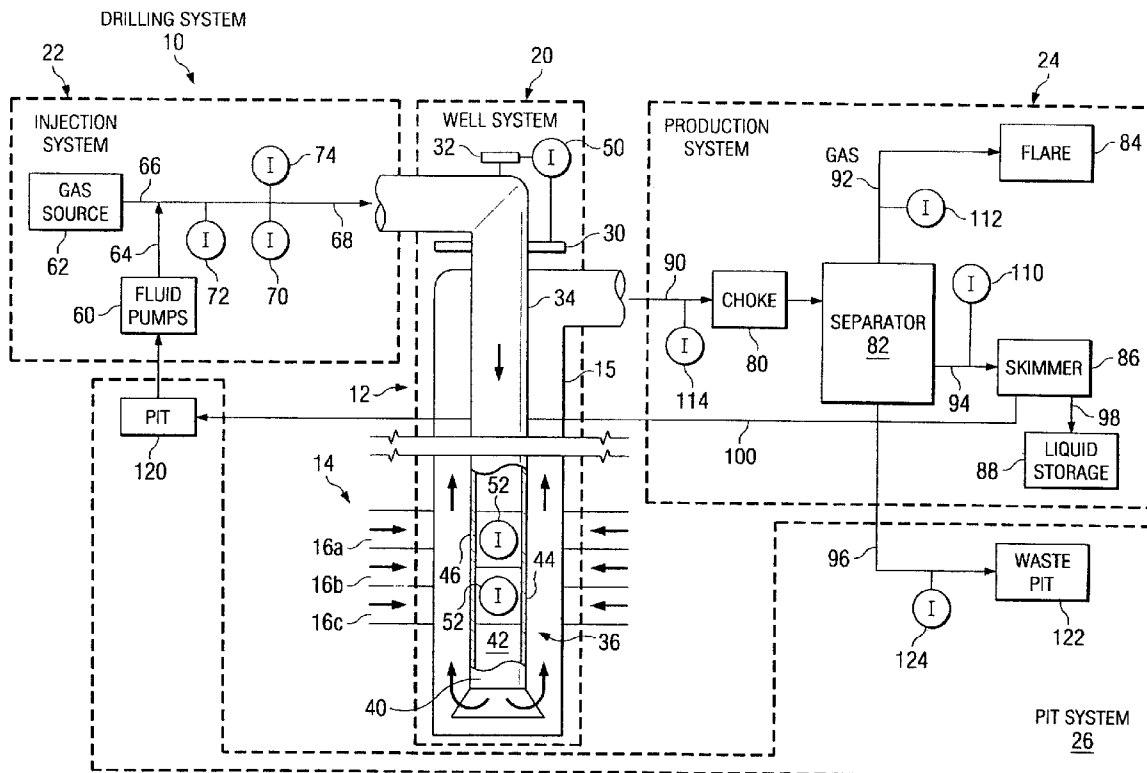 DRILLING SYSTEM
10
22
20
24
INJECTION
SYSTEM
WELL SYSTEM
PRODUCTION
SYSTEM
74
I
32
I
50
FLARE
84
GAS
92
66
GAS
SOURCE
62
64
I
72
I
70
68
30
I
112
60
FLUID
PUMPS
34
90
CHOKE
80
I
114
SEPARATOR
82
I
110
94
SKIMMER
86
98
LIQUID
STORAGE
88
12
15
PIT
120
100
14
52
I
16a
46
44
16b
52
I
16c
42
36
40
96
I
124
WASTE
PIT
122
PIT SYSTEM
26